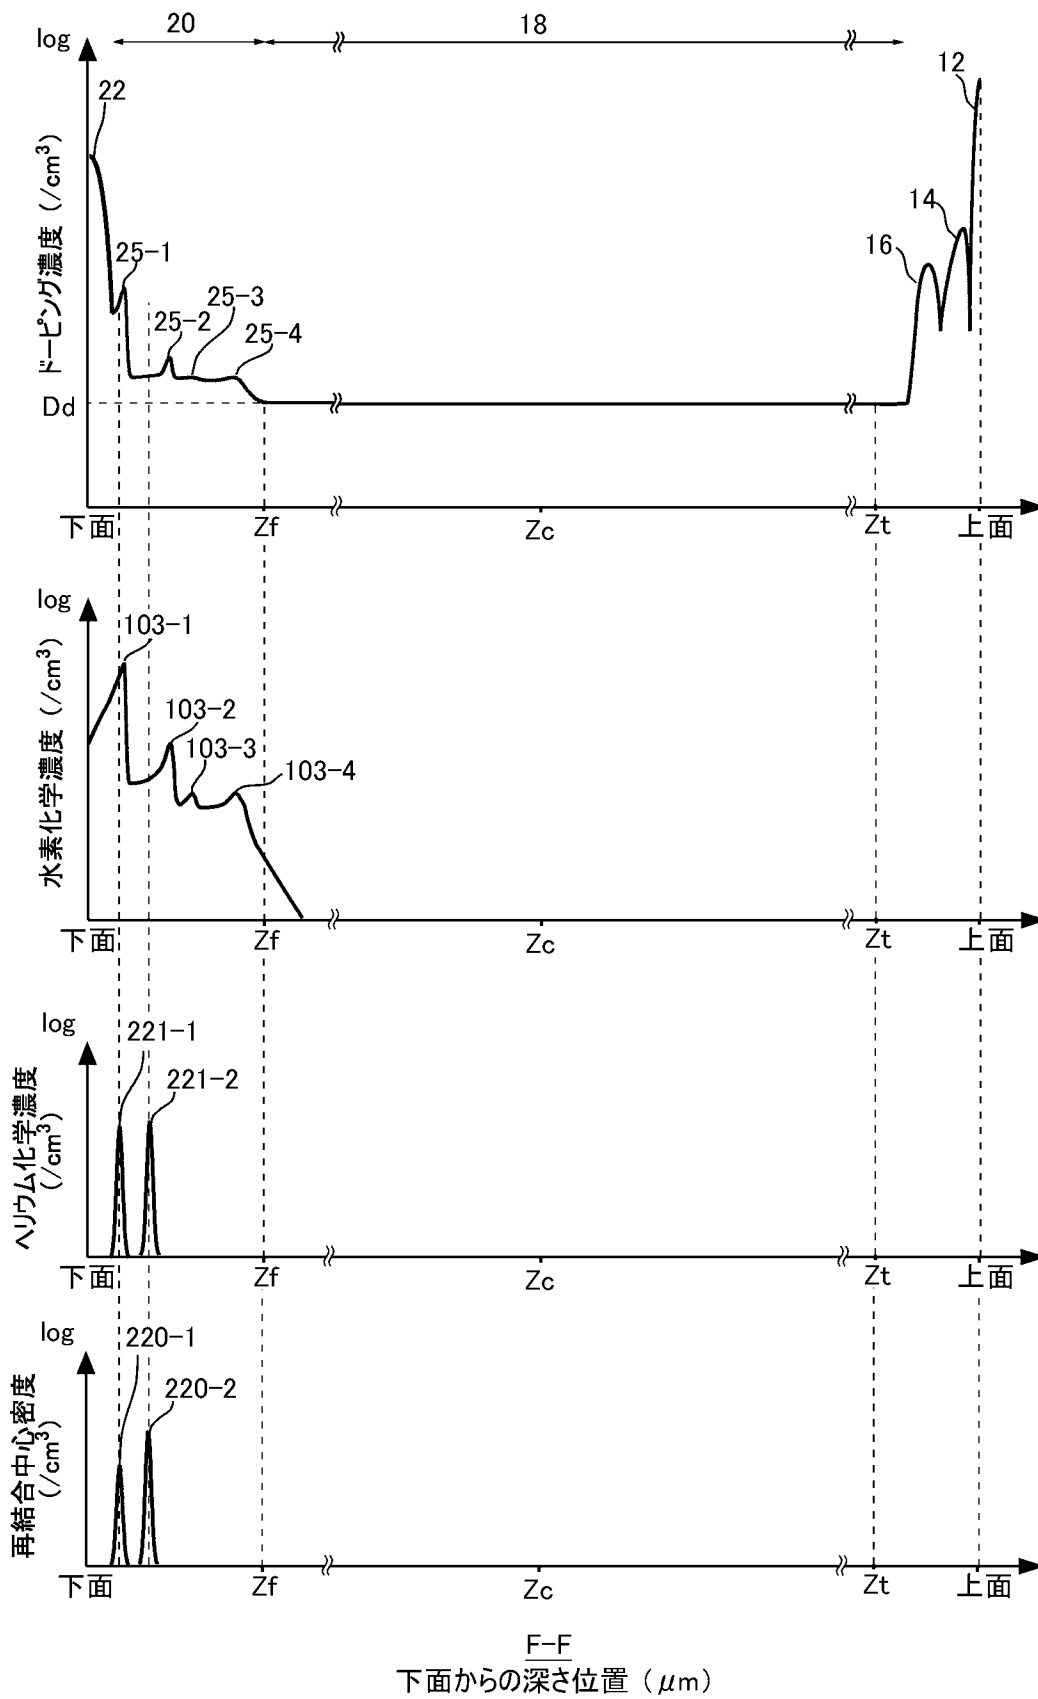 20
18
log
12
22
ドーピング濃度 (/cm³)
14
25-1
16
25-3
25-2
25-4
Dd
下面
Zf
Zc
Zt
上面
log
103-1
水素化学濃度 (/cm³)
103-2
103-3
103-4
下面
Zf
Zc
Zt
上面
log
221-1
221-2
ヘリウム化学濃度
(/cm³)
下面
Zf
Zc
Zt
上面
log
220-1
220-2
再結合中心密度
(/cm³)
下面
Zf
Zc
Zt
上面
F-F
下面からの深さ位置 (μm)